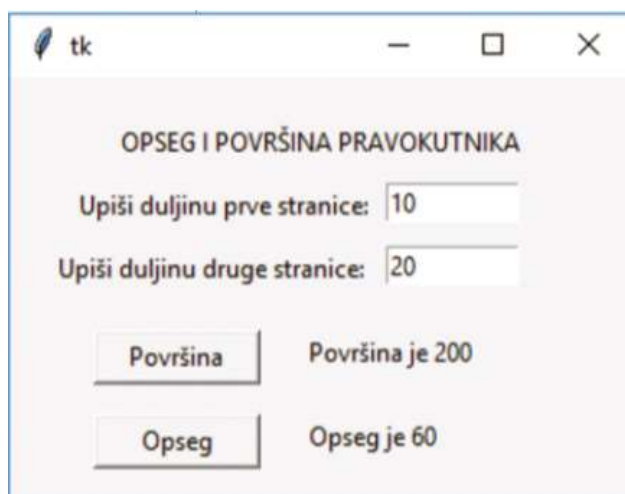 tk
OPSEG I POVRŠINA PRAVOKUTNIKA
Upiši duljinu prve stranice: 10
Upiši duljinu druge stranice: 20
Površina Površina je 200
Opseg Opseg je 60